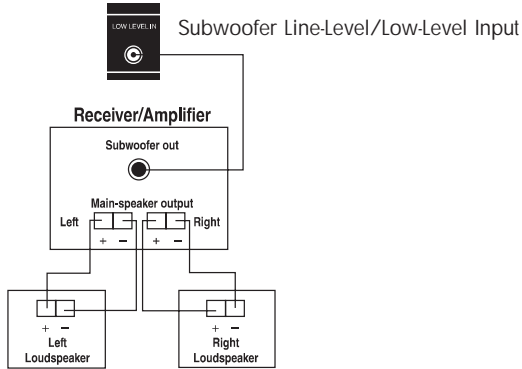 LOW LEVEL IN
Subwoofer Line-Level/Low-Level Input
Receiver/Amplifier
Subwoofer out
Main-speaker output
Left Right
+ − + −
+ −
Left
Loudspeaker
+ −
Right
Loudspeaker